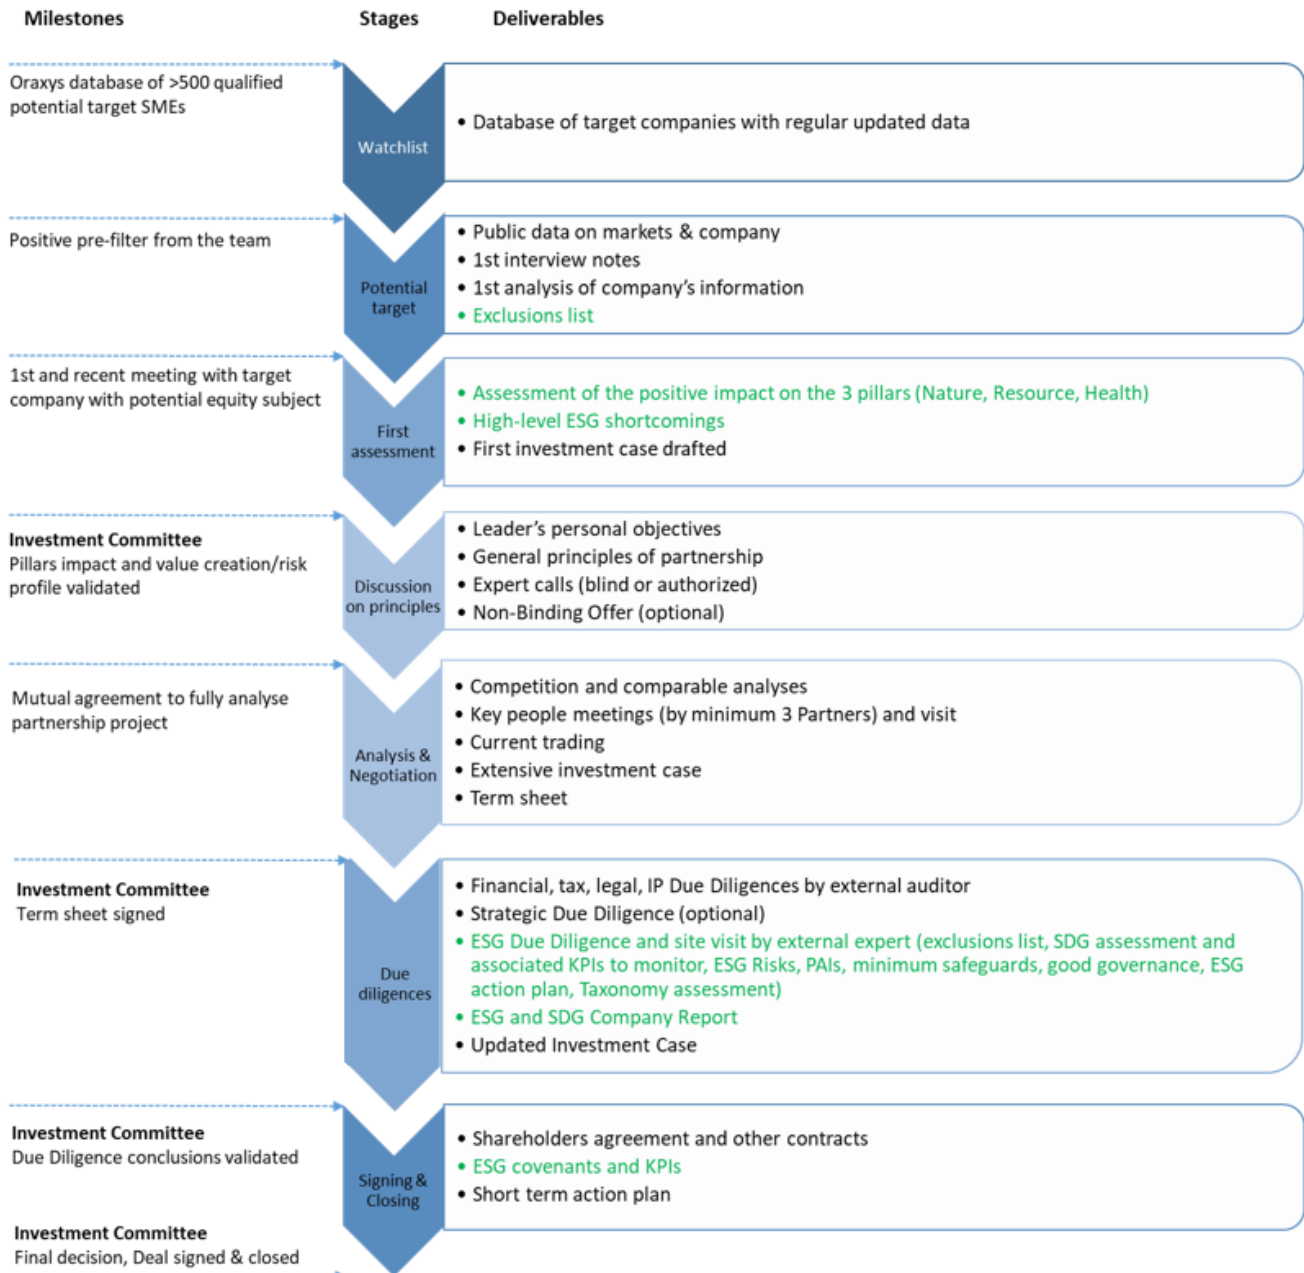 Milestones
Stages
Deliverables
Oraxys database of >500 qualified
potential target SMEs
Watchlist
• Database of target companies with regular updated data
Positive pre-filter from the team
Potential
target
• Public data on markets & company
• 1st interview notes
• 1st analysis of company's information
• Exclusions list
1st and recent meeting with target
company with potential equity subject
First
assessment
• Assessment of the positive impact on the 3 pillars (Nature, Resource, Health)
• High-level ESG shortcomings
• First investment case drafted
Investment Committee
Pillars impact and value creation/risk
profile validated
Discussion
on principles
• Leader's personal objectives
• General principles of partnership
• Expert calls (blind or authorized)
• Non-Binding Offer (optional)
Mutual agreement to fully analyse
partnership project
Analysis &
Negotiation
• Competition and comparable analyses
• Key people meetings (by minimum 3 Partners) and visit
• Current trading
• Extensive investment case
• Term sheet
Investment Committee
Term sheet signed
Due
diligences
• Financial, tax, legal, IP Due Diligences by external auditor
• Strategic Due Diligence (optional)
• ESG Due Diligence and site visit by external expert (exclusions list, SDG assessment and
associated KPIs to monitor, ESG Risks, PAIs, minimum safeguards, good governance, ESG
action plan, Taxonomy assessment)
• ESG and SDG Company Report
• Updated Investment Case
Investment Committee
Due Diligence conclusions validated
Signing &
Closing
• Shareholders agreement and other contracts
• ESG covenants and KPIs
• Short term action plan
Investment Committee
Final decision, Deal signed & closed